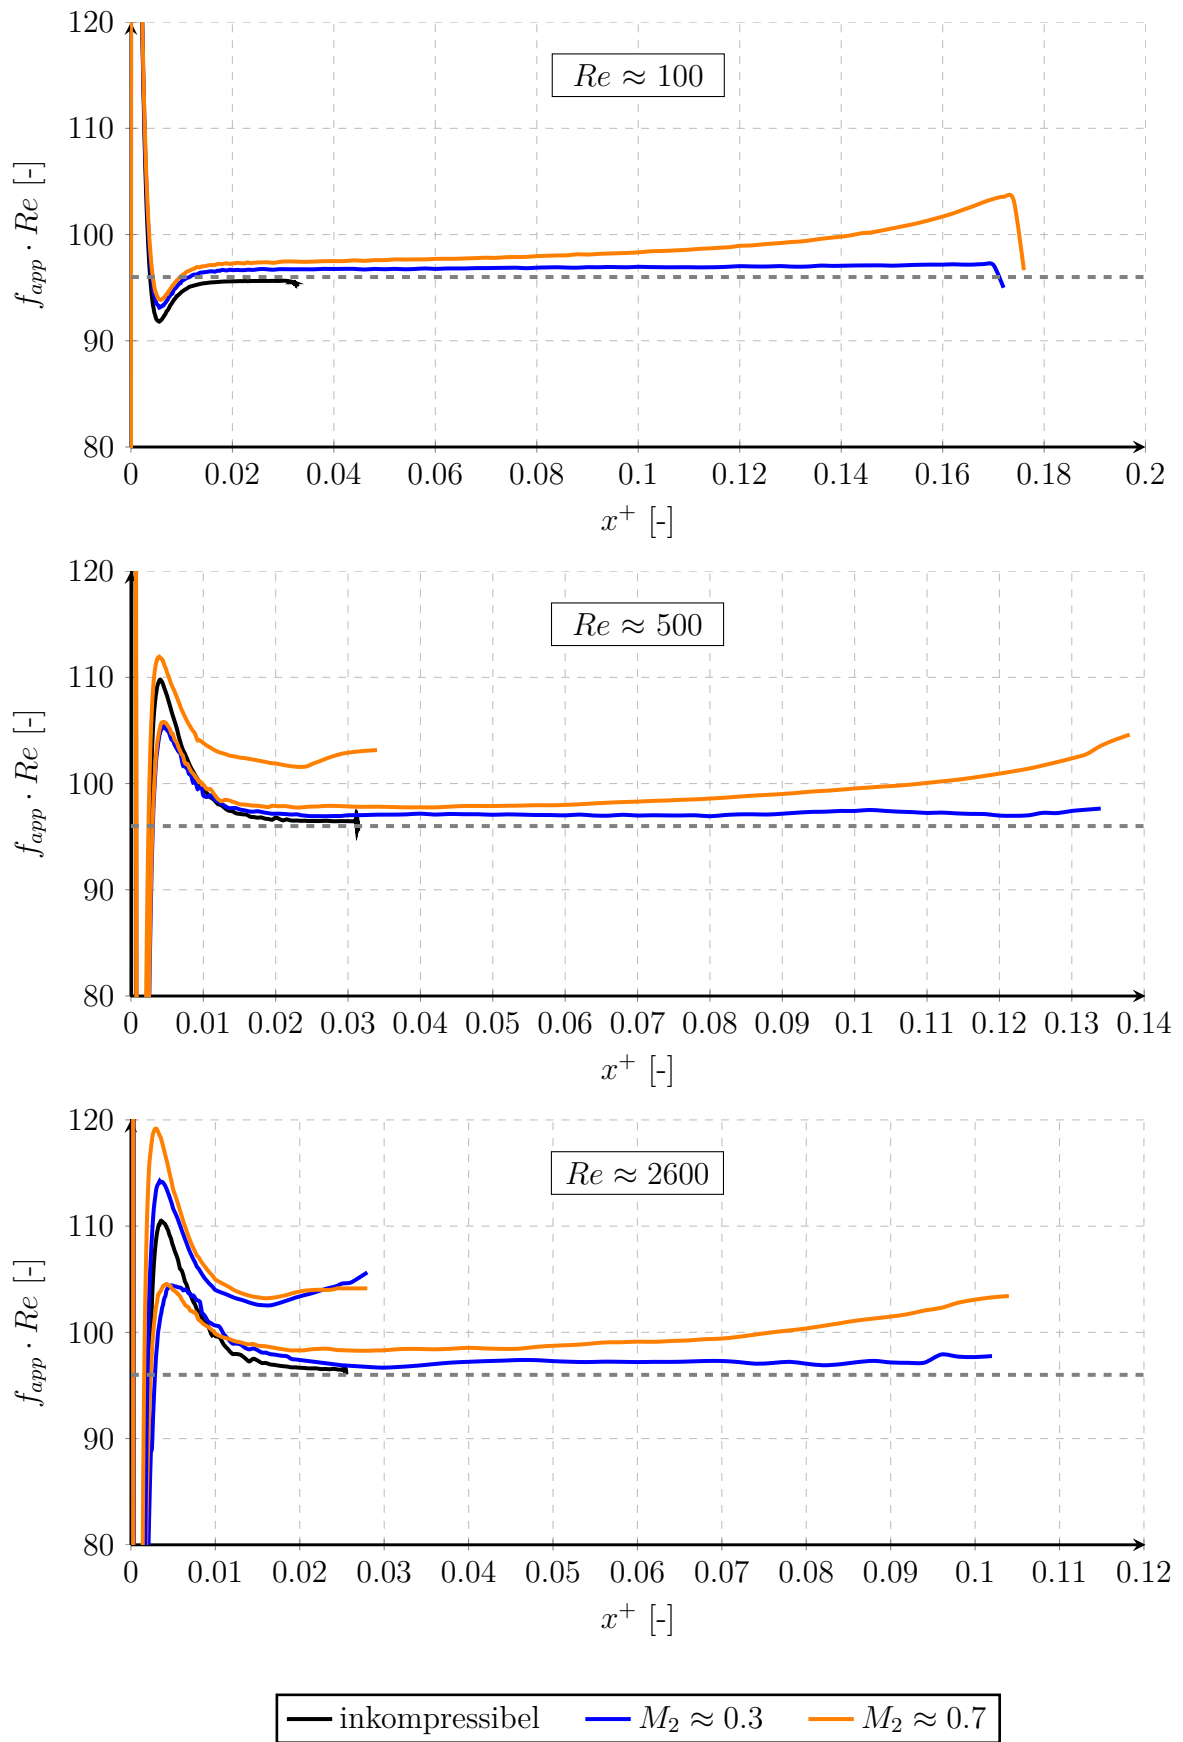 120
110
100
90
80
f_app · Re [-]
Re ≈ 100
0 0.02 0.04 0.06 0.08 0.1 0.12 0.14 0.16 0.18 0.2
x⁺ [-]
120
110
100
90
80
f_app · Re [-]
Re ≈ 500
0 0.01 0.02 0.03 0.04 0.05 0.06 0.07 0.08 0.09 0.1 0.11 0.12 0.13 0.14
x⁺ [-]
120
110
100
90
80
f_app · Re [-]
Re ≈ 2600
0 0.01 0.02 0.03 0.04 0.05 0.06 0.07 0.08 0.09 0.1 0.11 0.12
x⁺ [-]
inkompressibel M₂ ≈ 0.3 M₂ ≈ 0.7